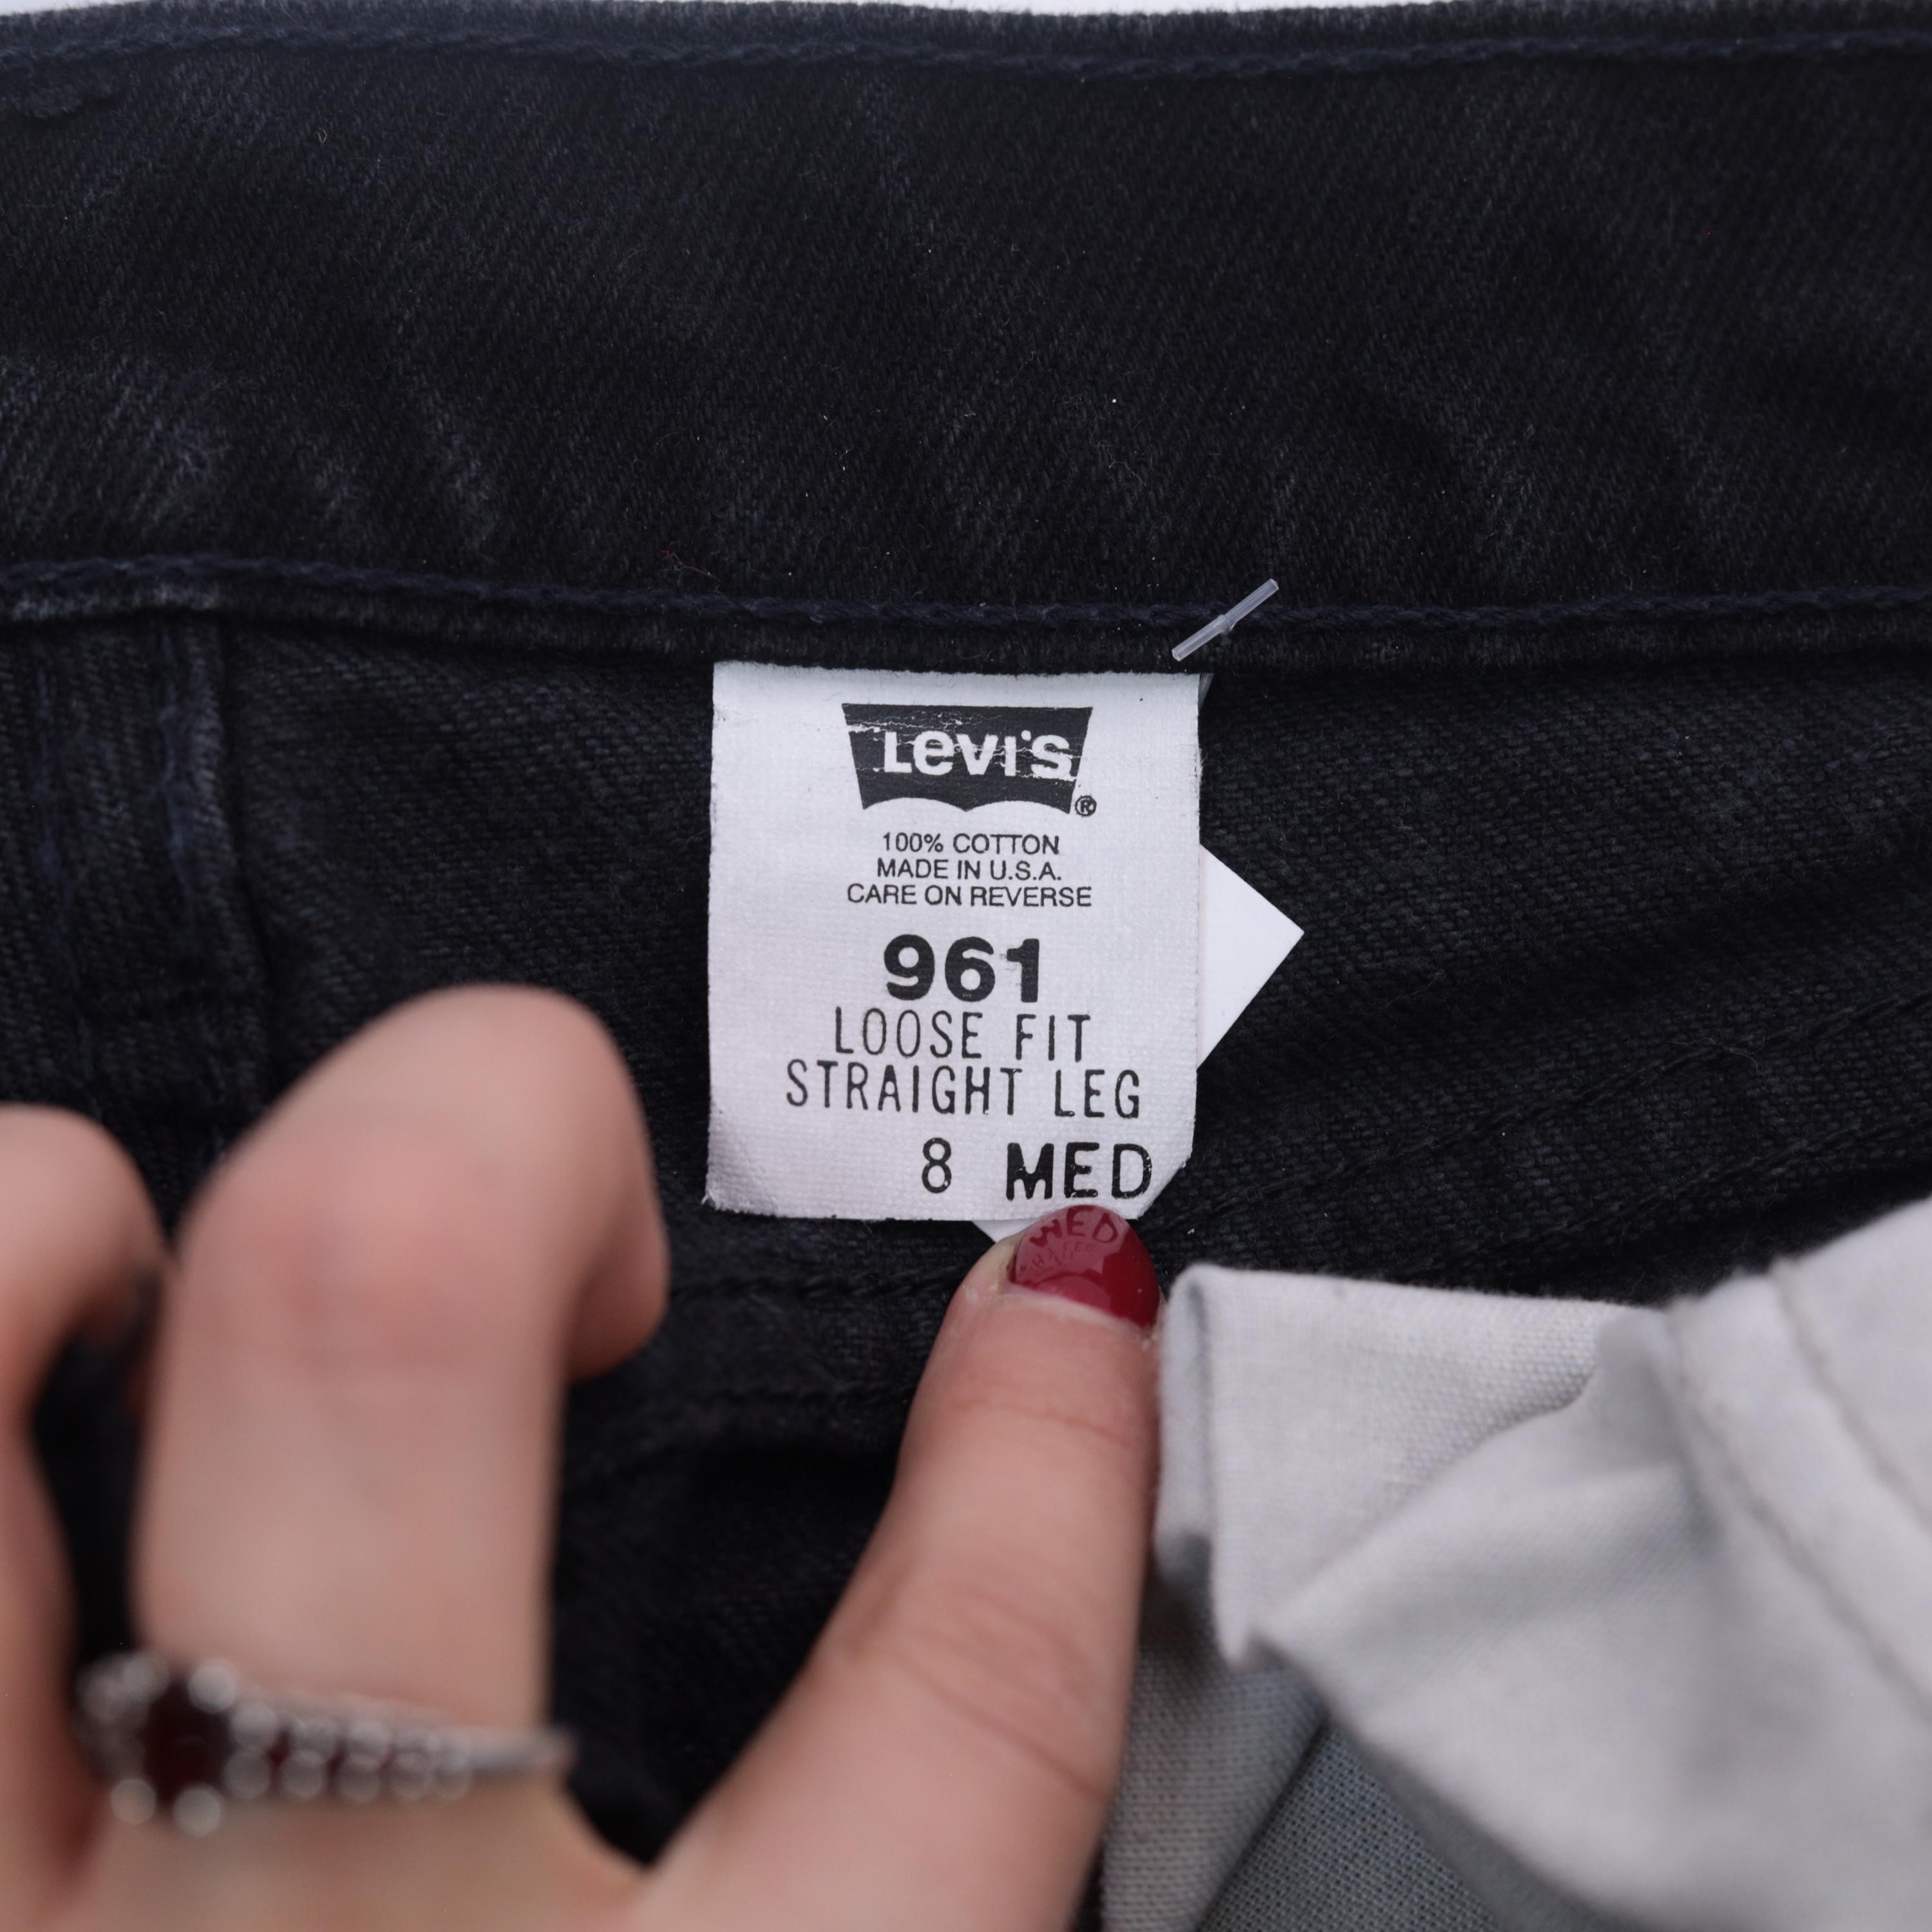 Levi's
®
100% COTTON
MADE IN U.S.A.
CARE ON REVERSE
961
LOOSE FIT
STRAIGHT LEG
8 MED